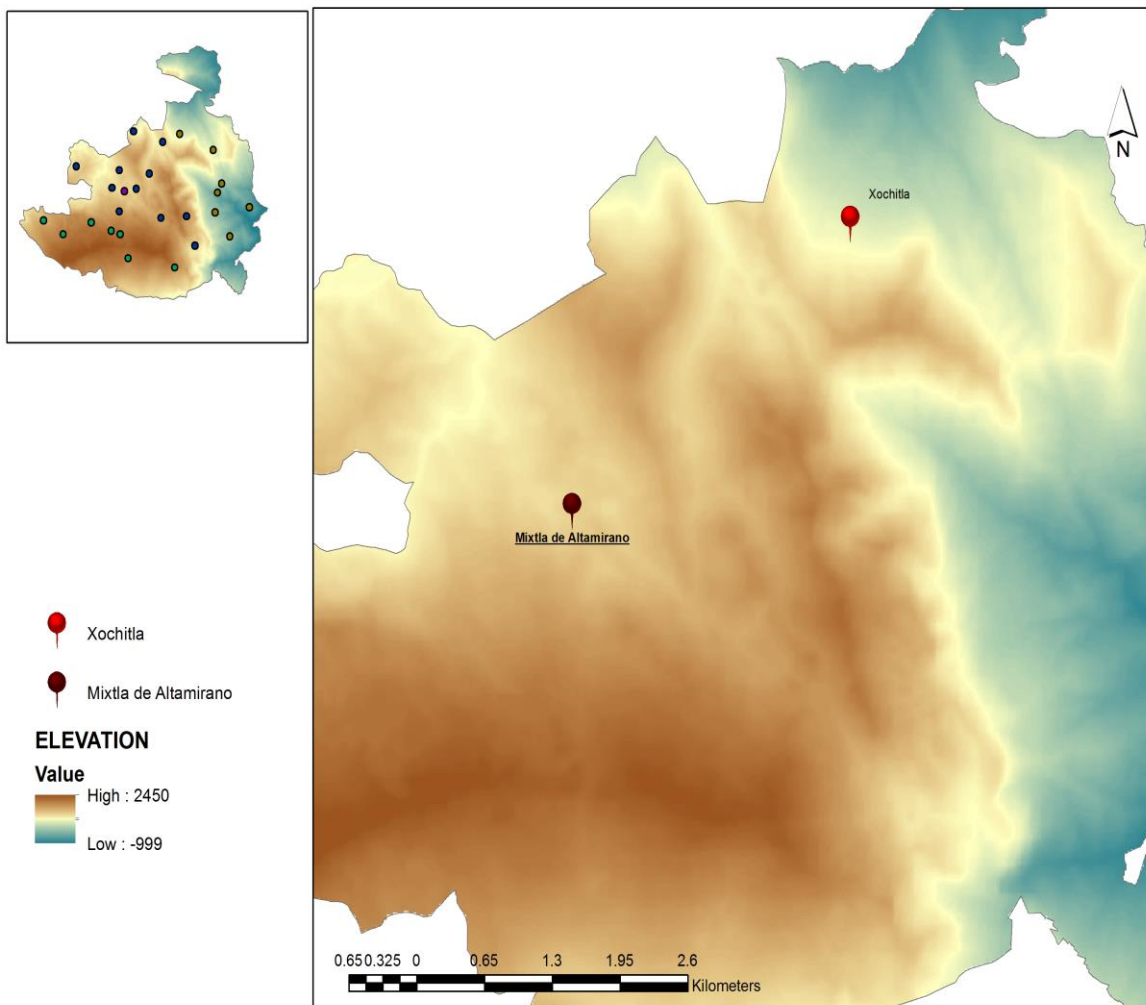 Xochitla
N
Mixtla de Altamirano
Xochitla
Mixtla de Altamirano
ELEVATION
Value
High : 2450
Low : -999
0.65 0.325 0 0.65 1.3 1.95 2.6
Kilometers